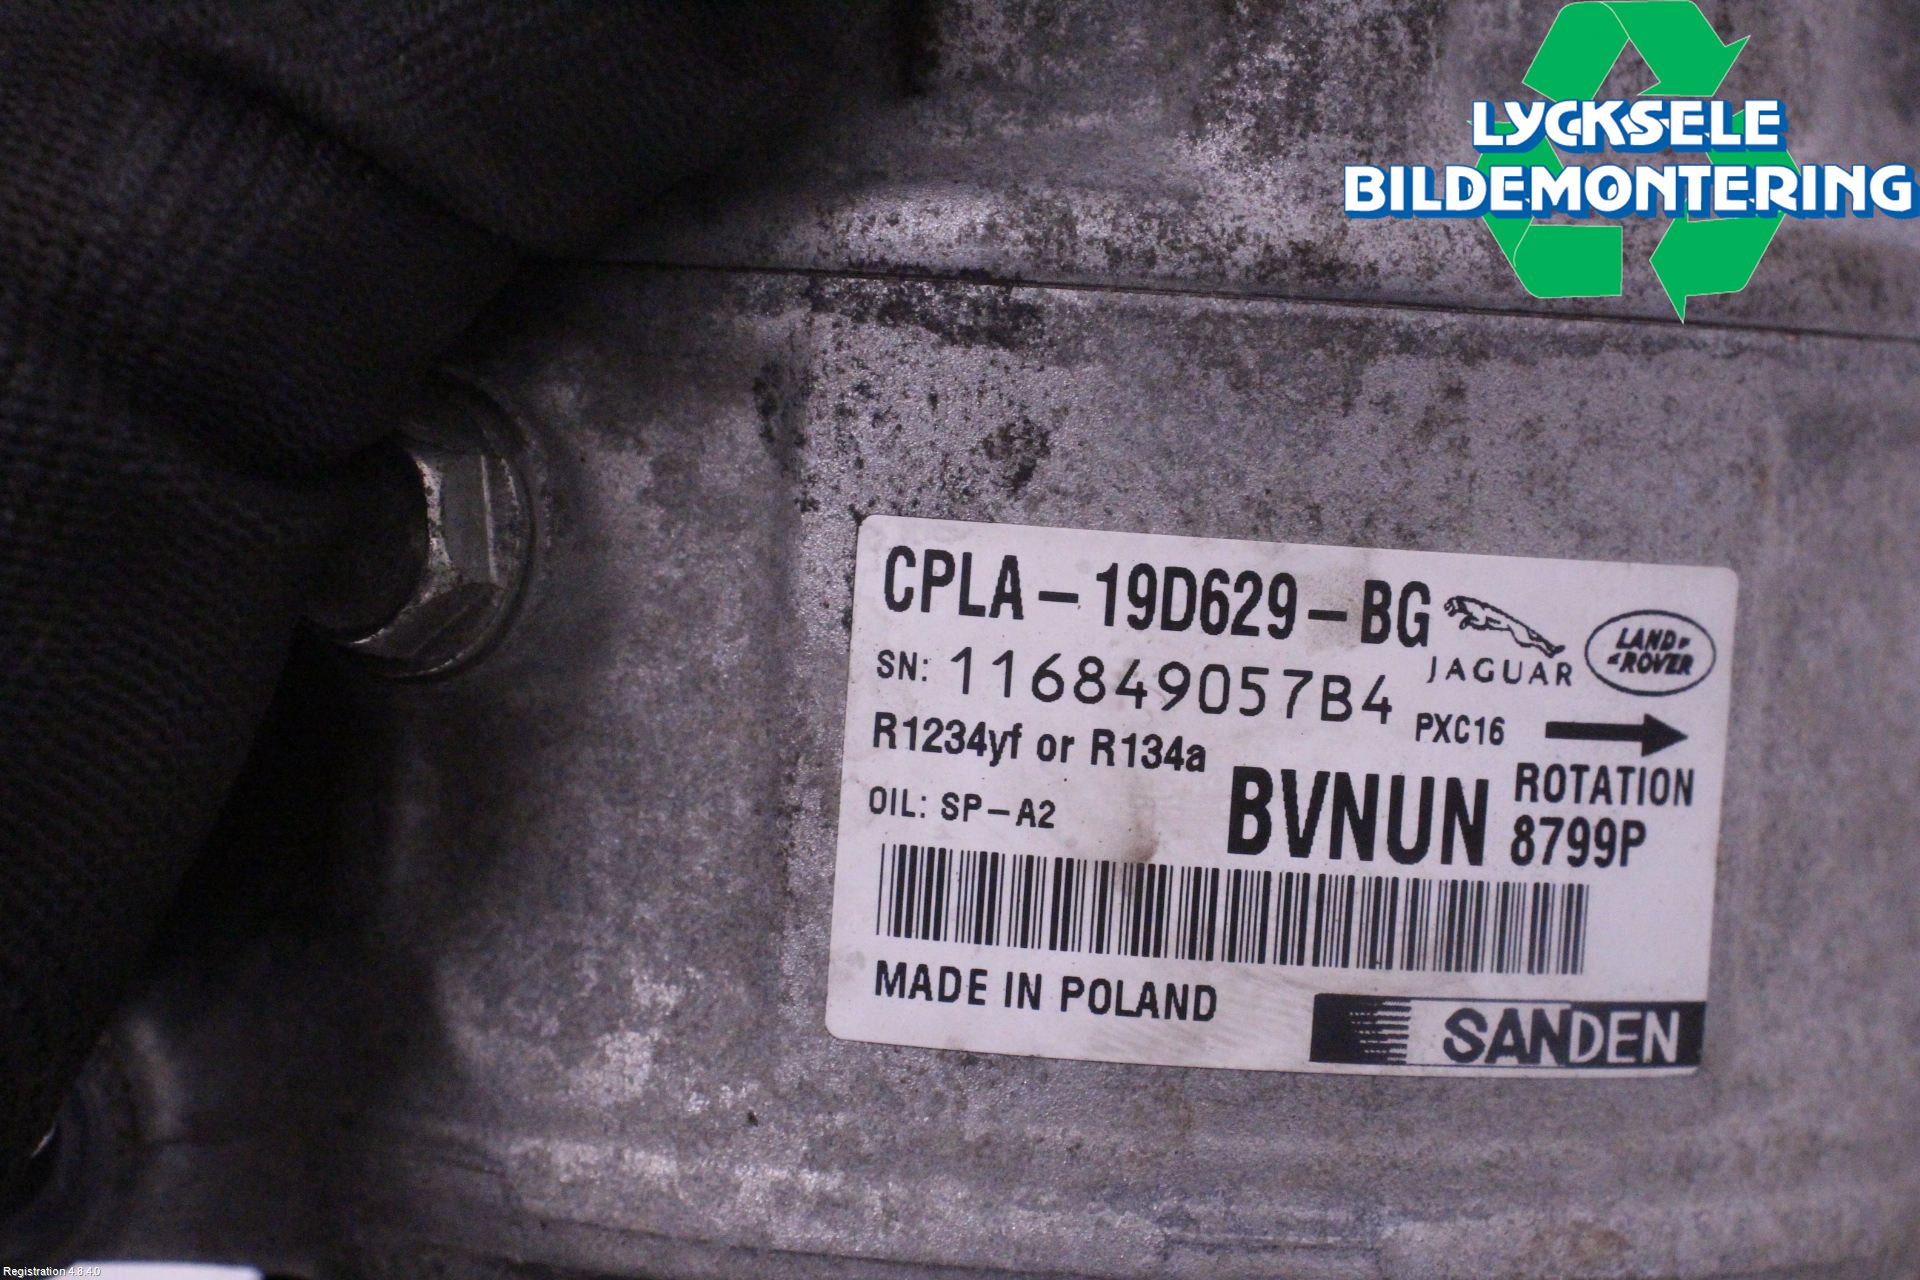 LYCKSELE
BILDEMONTERING
CPLA-19D629-BG
JAGUAR
LAND ROVER
SN: 116849057B4
R1234yf or R134a
PXC16
OIL: SP-A2
BVNUN
ROTATION
8799P
MADE IN POLAND
SANDEN
Registration 4.8.4.0